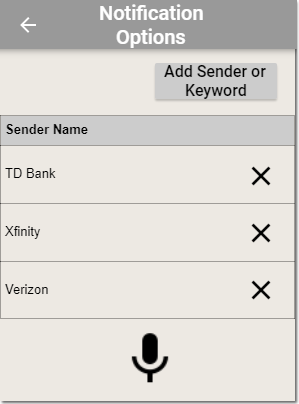 Notification
Options
Add Sender or
Keyword
Sender Name
TD Bank
Xfinity
Verizon